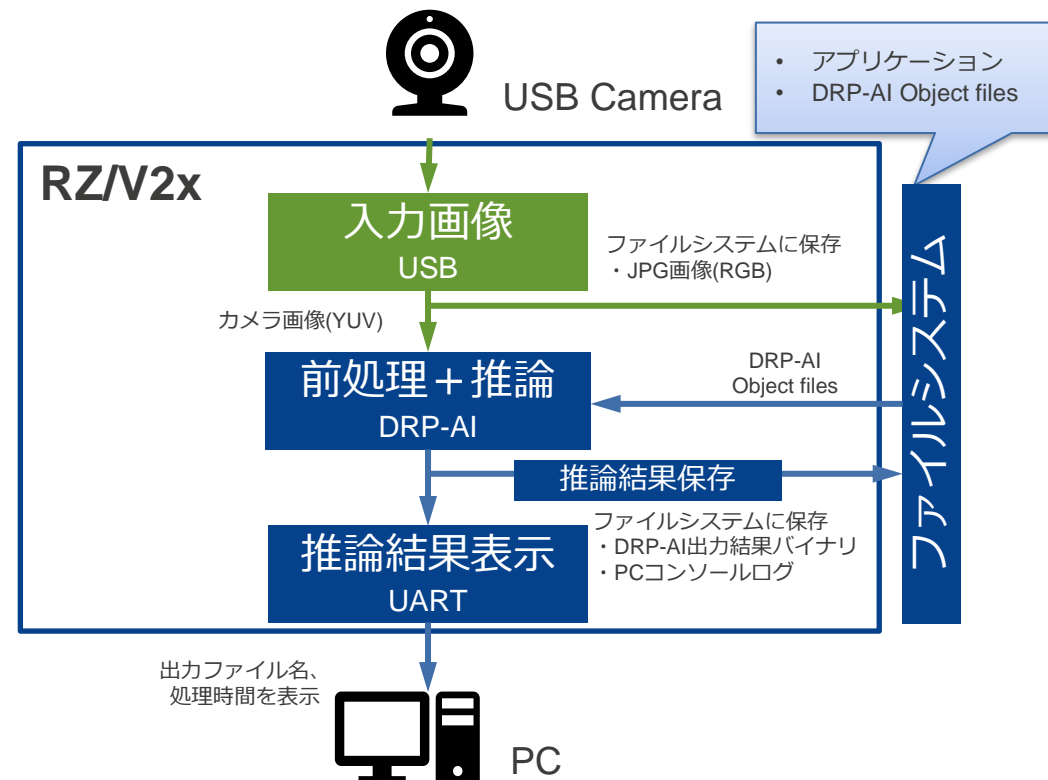 USB Camera
• アプリケーション
• DRP-AI Object files
RZ/V2x
入力画像
USB
ファイルシステムに保存
・JPG画像(RGB)
カメラ画像(YUV)
前処理＋推論
DRP-AI
DRP-AI
Object files
ファイルシステム
推論結果保存
ファイルシステムに保存
・DRP-AI出力結果バイナリ
・PCコンソールログ
推論結果表示
UART
出力ファイル名、
処理時間を表示
PC